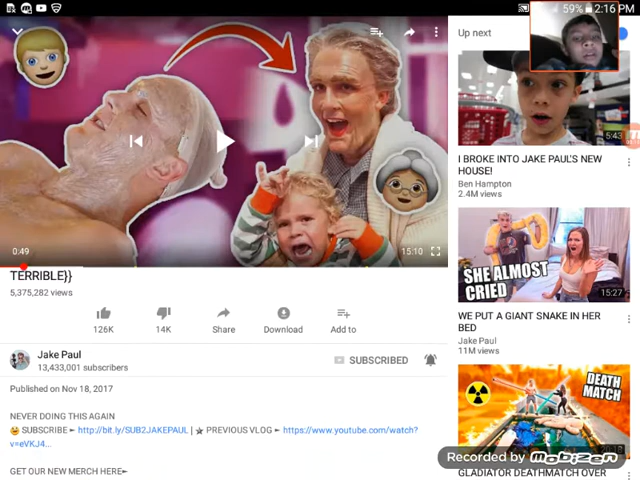 59% 2:16 PM
Up next
5:43
I BROKE INTO JAKE PAUL'S NEW
HOUSE!
Ben Hampton
2.4M views
0:49
15:10
TERRIBLE}}
5,375,282 views
126K
14K
Share
Download
Add to
SHE ALMOST
CRIED
15:27
WE PUT A GIANT SNAKE IN HER
BED
Jake Paul
11M views
Jake Paul
13,433,001 subscribers
SUBSCRIBED
Published on Nov 18, 2017
NEVER DOING THIS AGAIN
SUBSCRIBE ► http://bit.ly/SUB2JAKEPAUL | ★ PREVIOUS VLOG ► https://www.youtube.com/watch?
v=eVKJ4...
GET OUR NEW MERCH HERE►
DEATH
MATCH
Recorded by Mobizen
GLADIATOR DEATHMATCH OVER